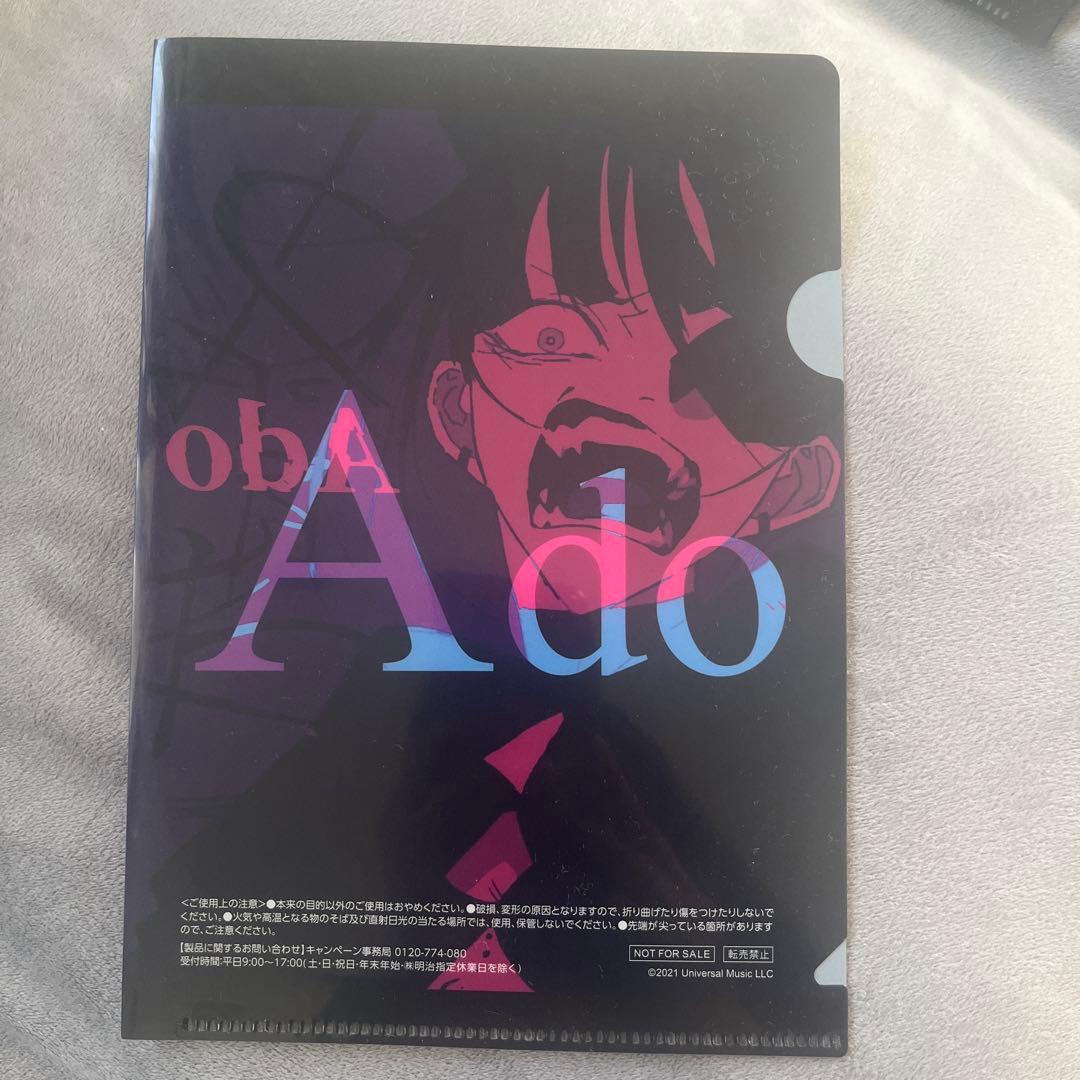 Ado
Ado
<ご使用上の注意>●本来の目的以外のご使用はおやめください。●破損、変形の原因となりますので、折り曲げたり傷をつけたりしないで
ください。●火気や高温となる物のそば及び直射日光の当たる場所では、使用、保管しないでください。●先端が尖っている箇所があります
ので、ご注意ください。
【製品に関するお問い合わせ】キャンペーン事務局 0120-774-080
受付時間:平日9:00~17:00(土・日・祝日・年末年始・㈱明治指定休業日を除く)
NOT FOR SALE 転売禁止
©2021 Universal Music LLC